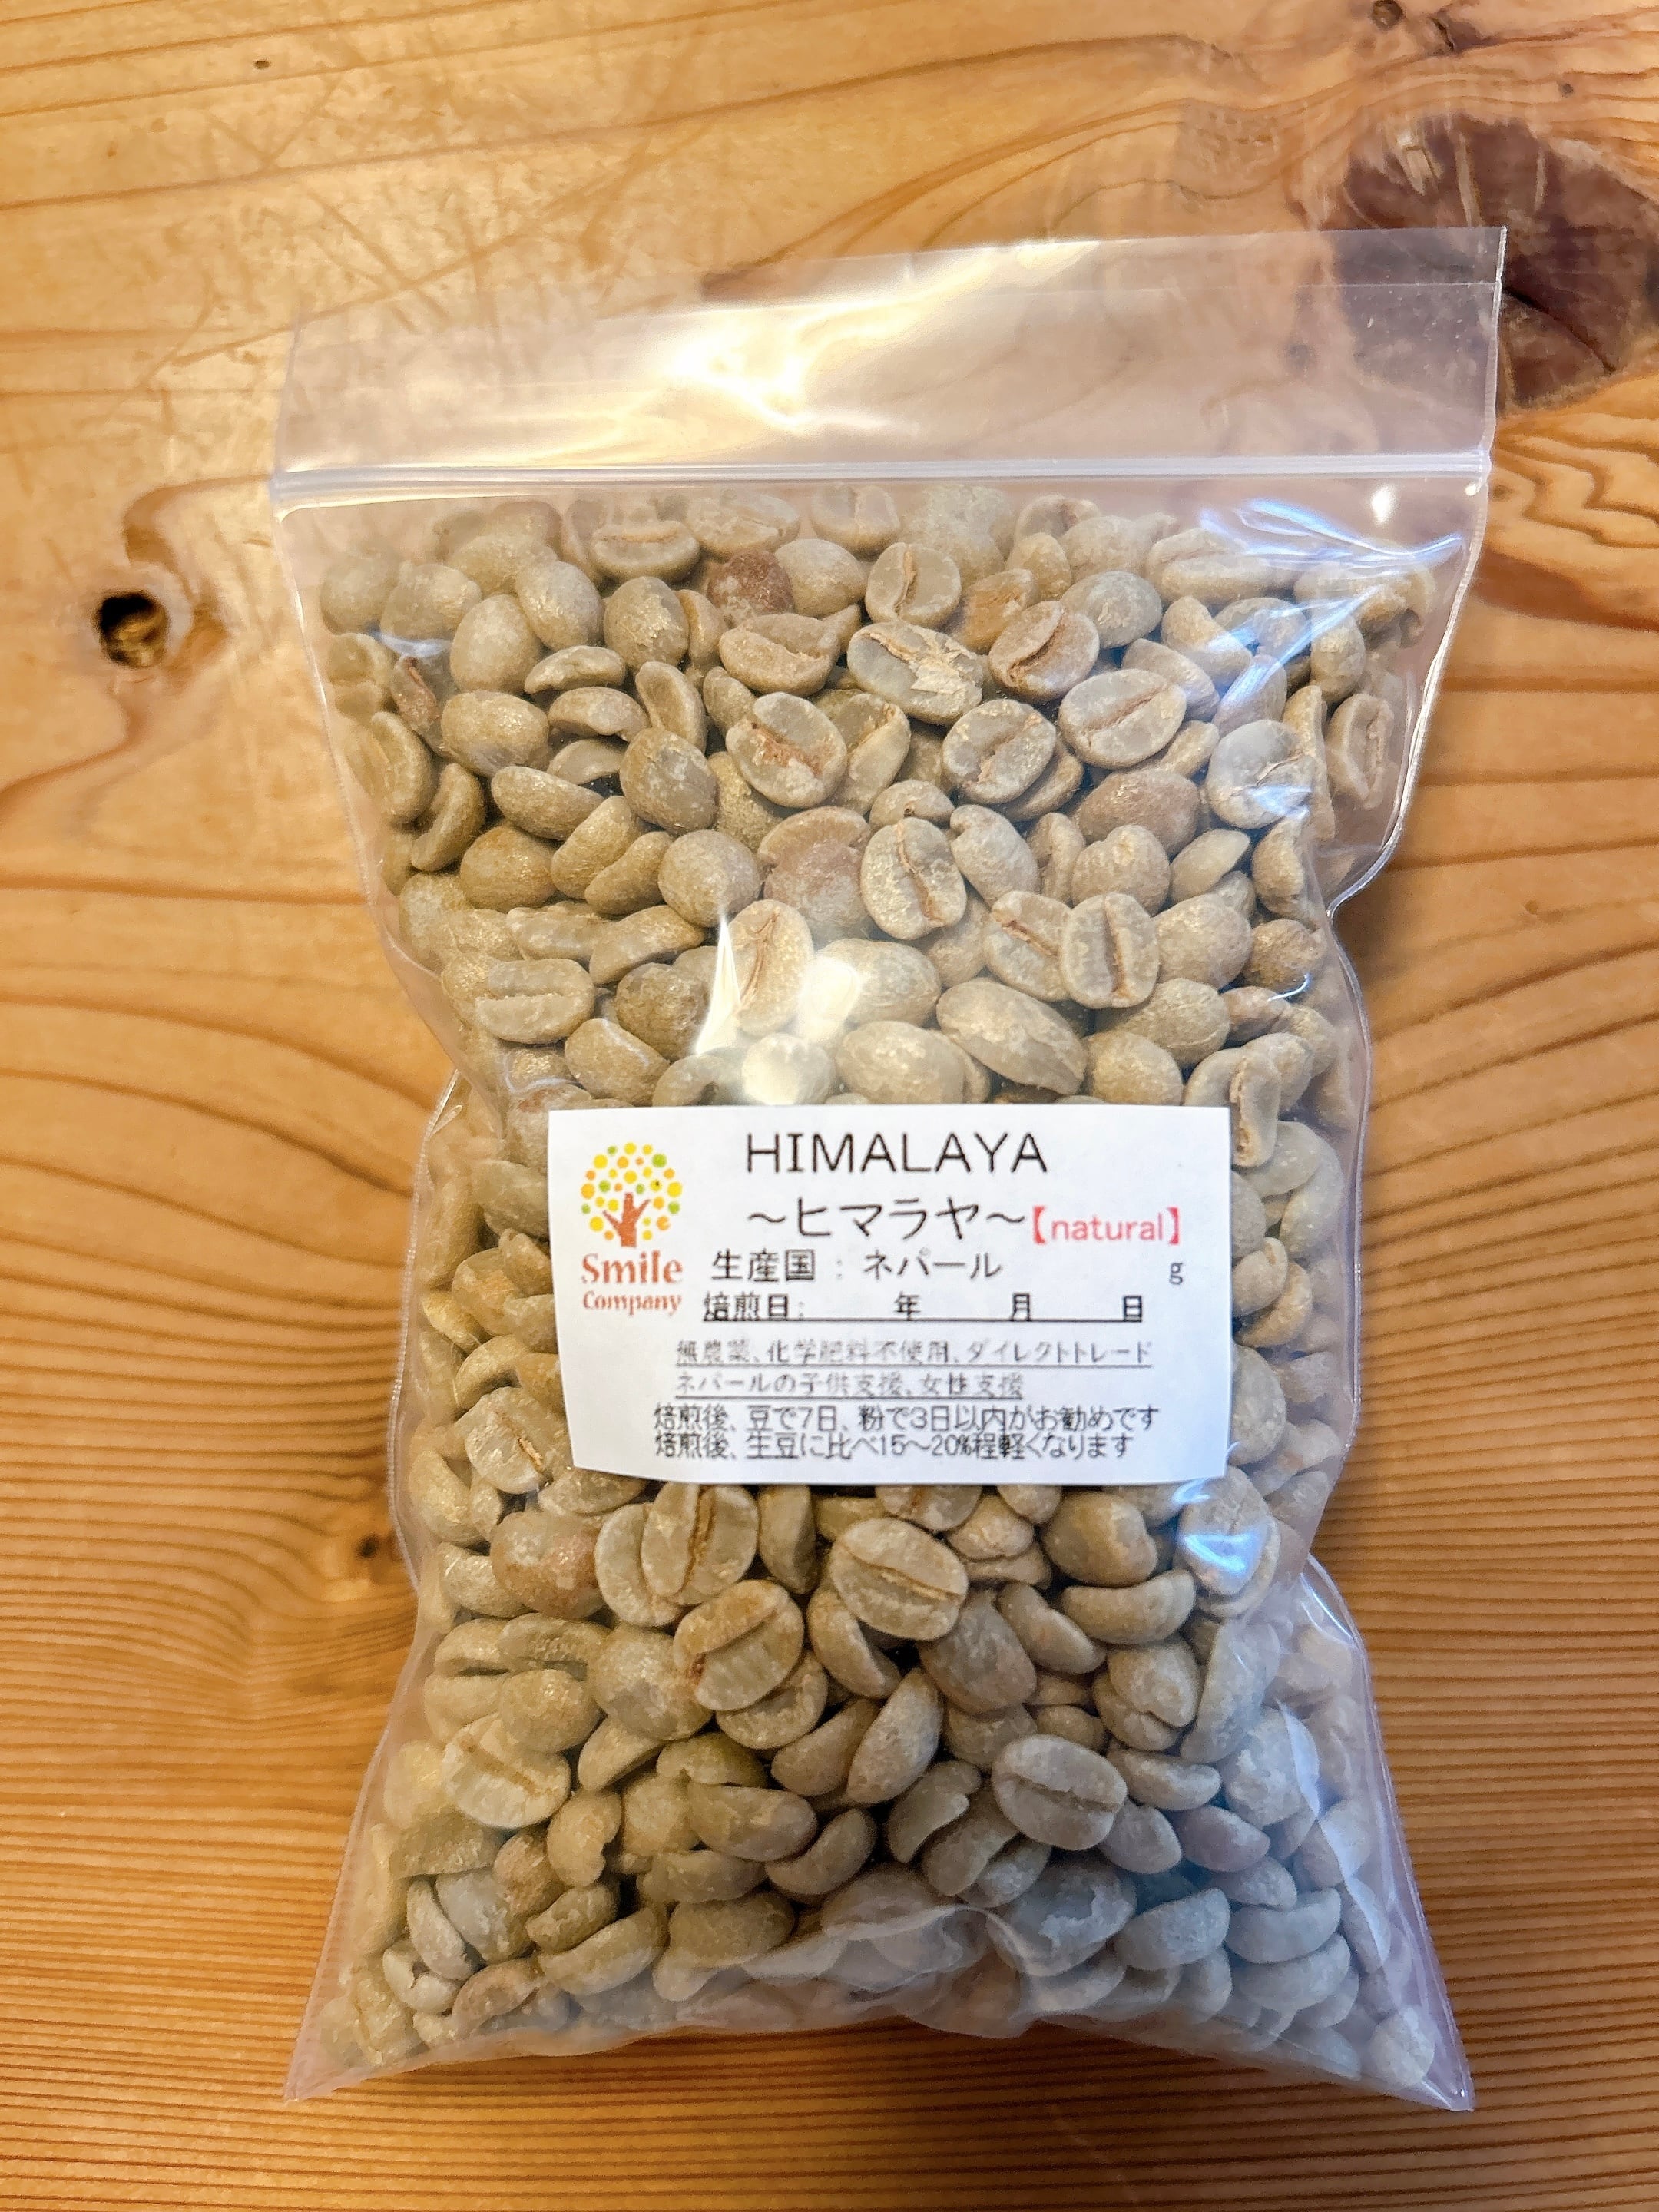 HIMALAYA
～ヒマラヤ～【natural】
Smile
Company
生産国 : ネパール g
焙煎日: 年 月 日
無農薬、化学肥料不使用、ダイレクトトレード
ネパールの子供支援、女性支援
焙煎後、豆で7日、粉で3日以内がお勧めです
焙煎後、生豆に比べ15～20%程軽くなります